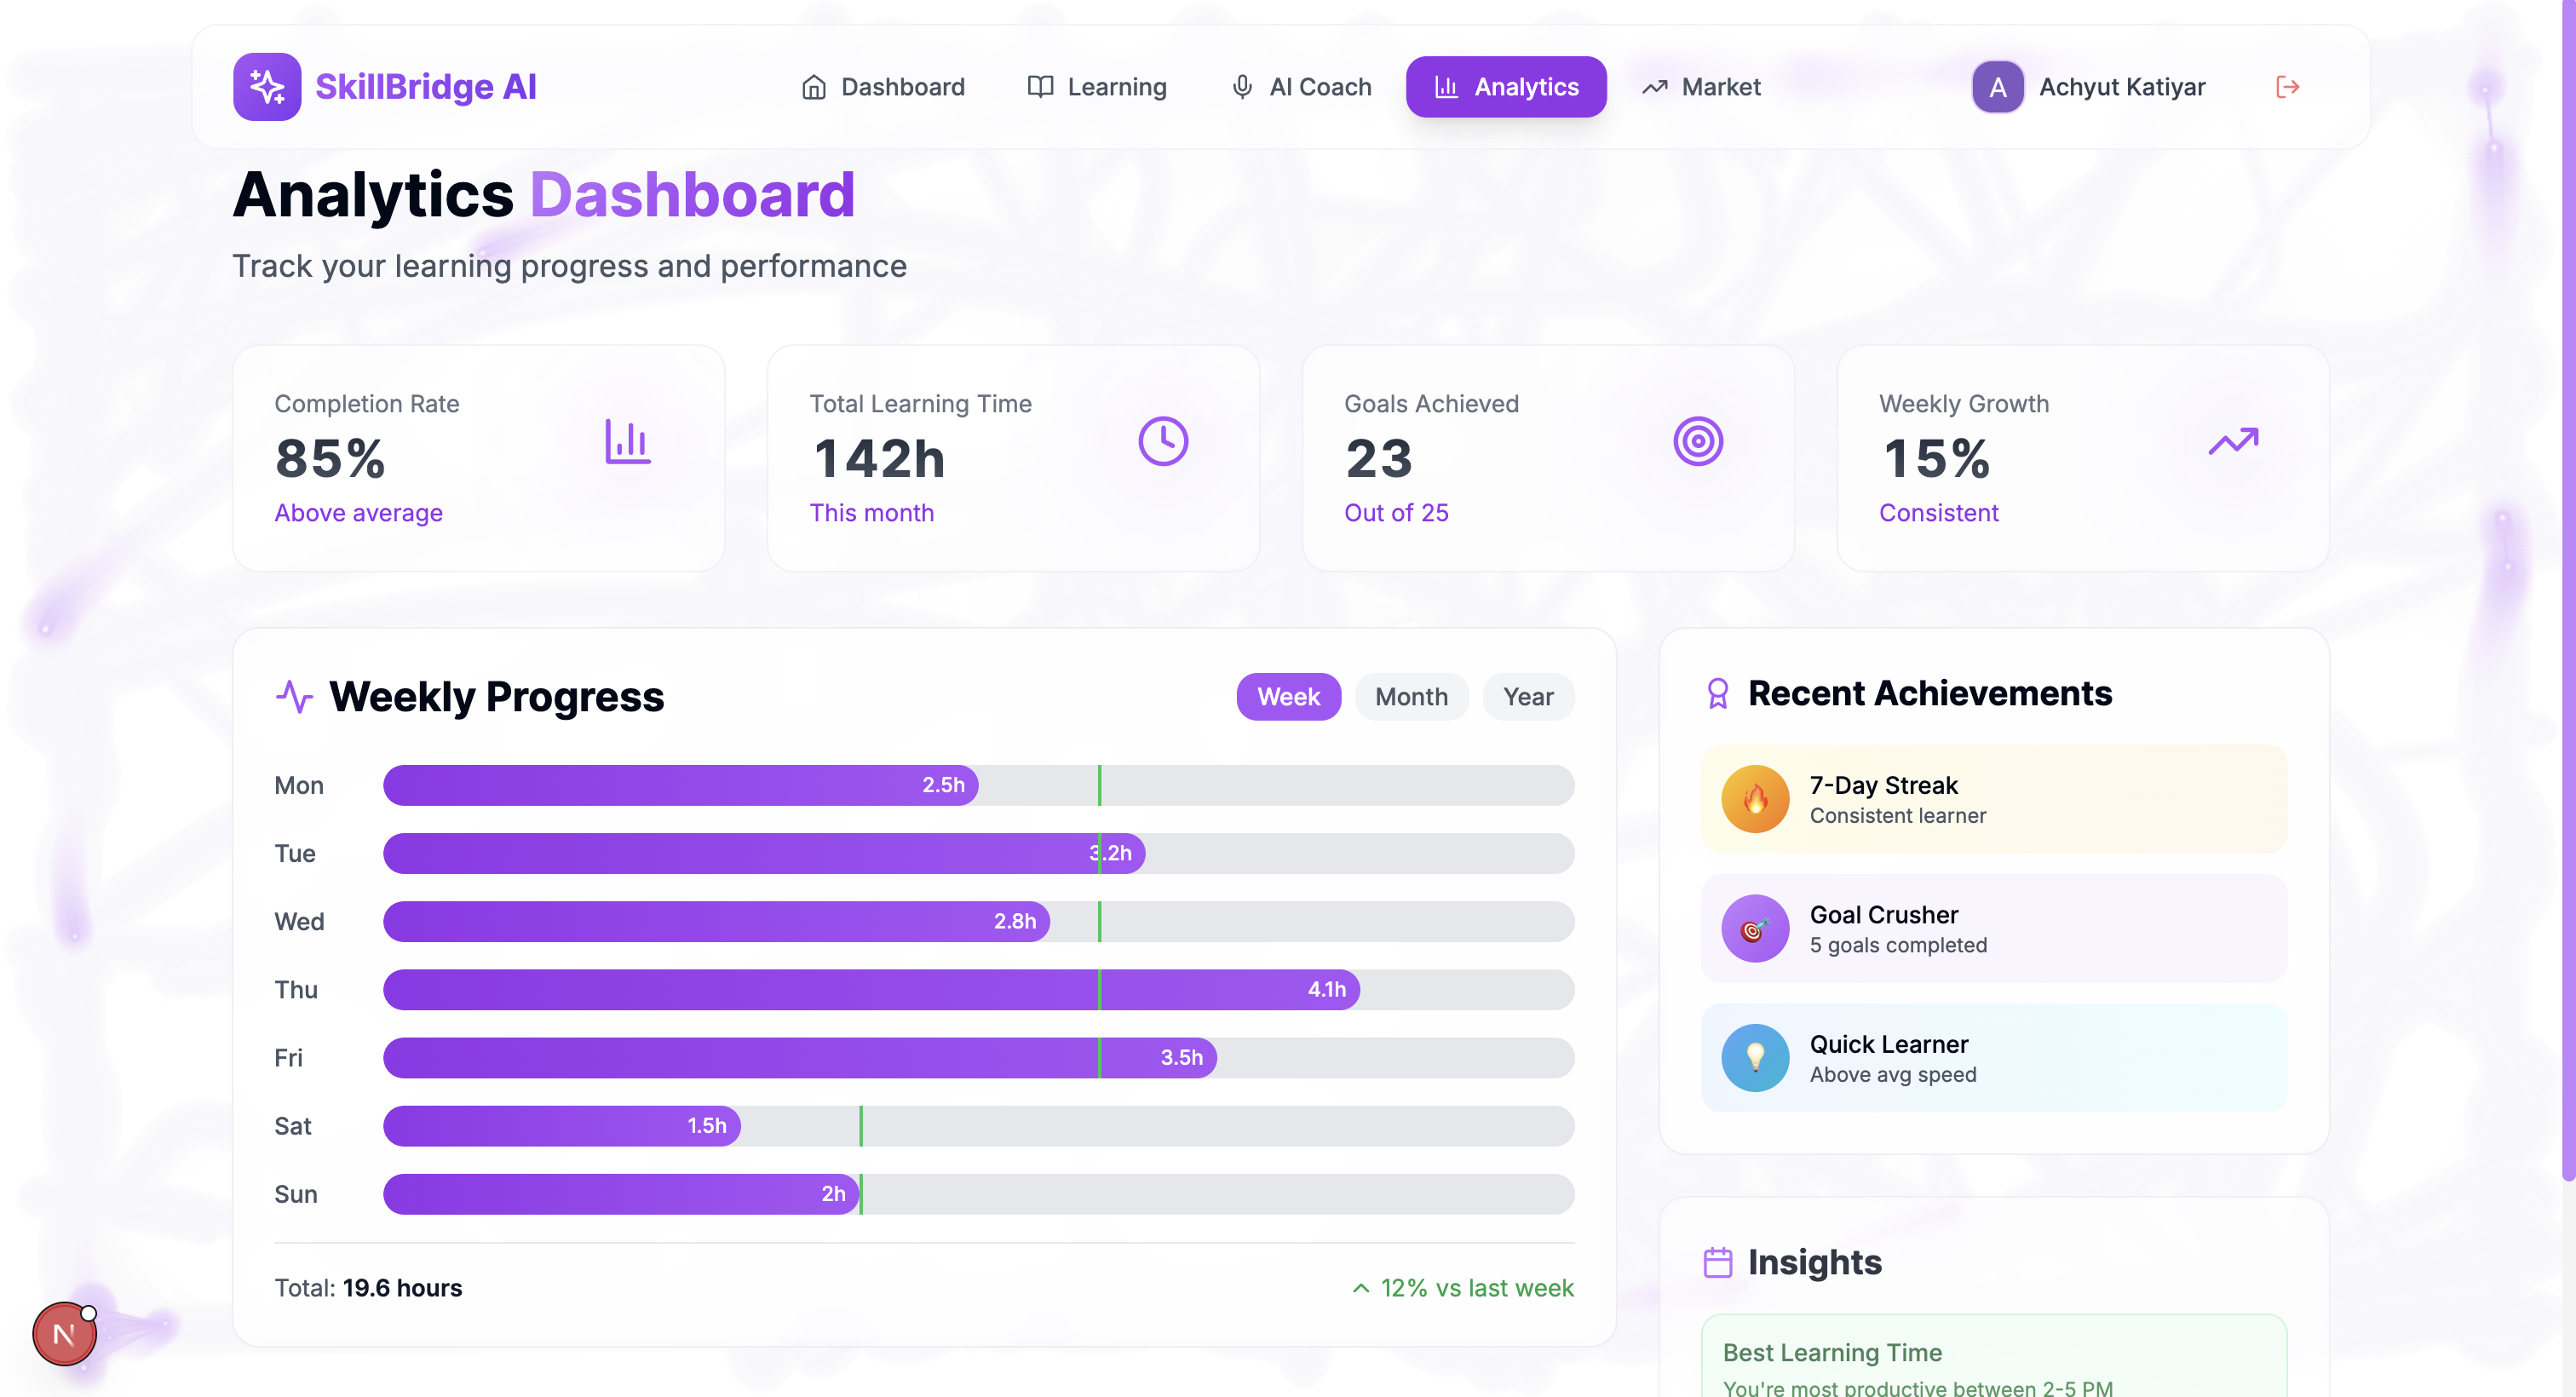 SkillBridge AI
Dashboard
Learning
AI Coach
Analytics
Market
A
Achyut Katiyar
Analytics Dashboard
Track your learning progress and performance
Completion Rate
85%
Above average
Total Learning Time
142h
This month
Goals Achieved
23
Out of 25
Weekly Growth
15%
Consistent
Weekly Progress
Week
Month
Year
Mon
2.5h
Tue
3.2h
Wed
2.8h
Thu
4.1h
Fri
3.5h
Sat
1.5h
Sun
2h
Total: 19.6 hours
12% vs last week
Recent Achievements
7-Day Streak
Consistent learner
Goal Crusher
5 goals completed
Quick Learner
Above avg speed
Insights
Best Learning Time
You're most productive between 2-5 PM
N